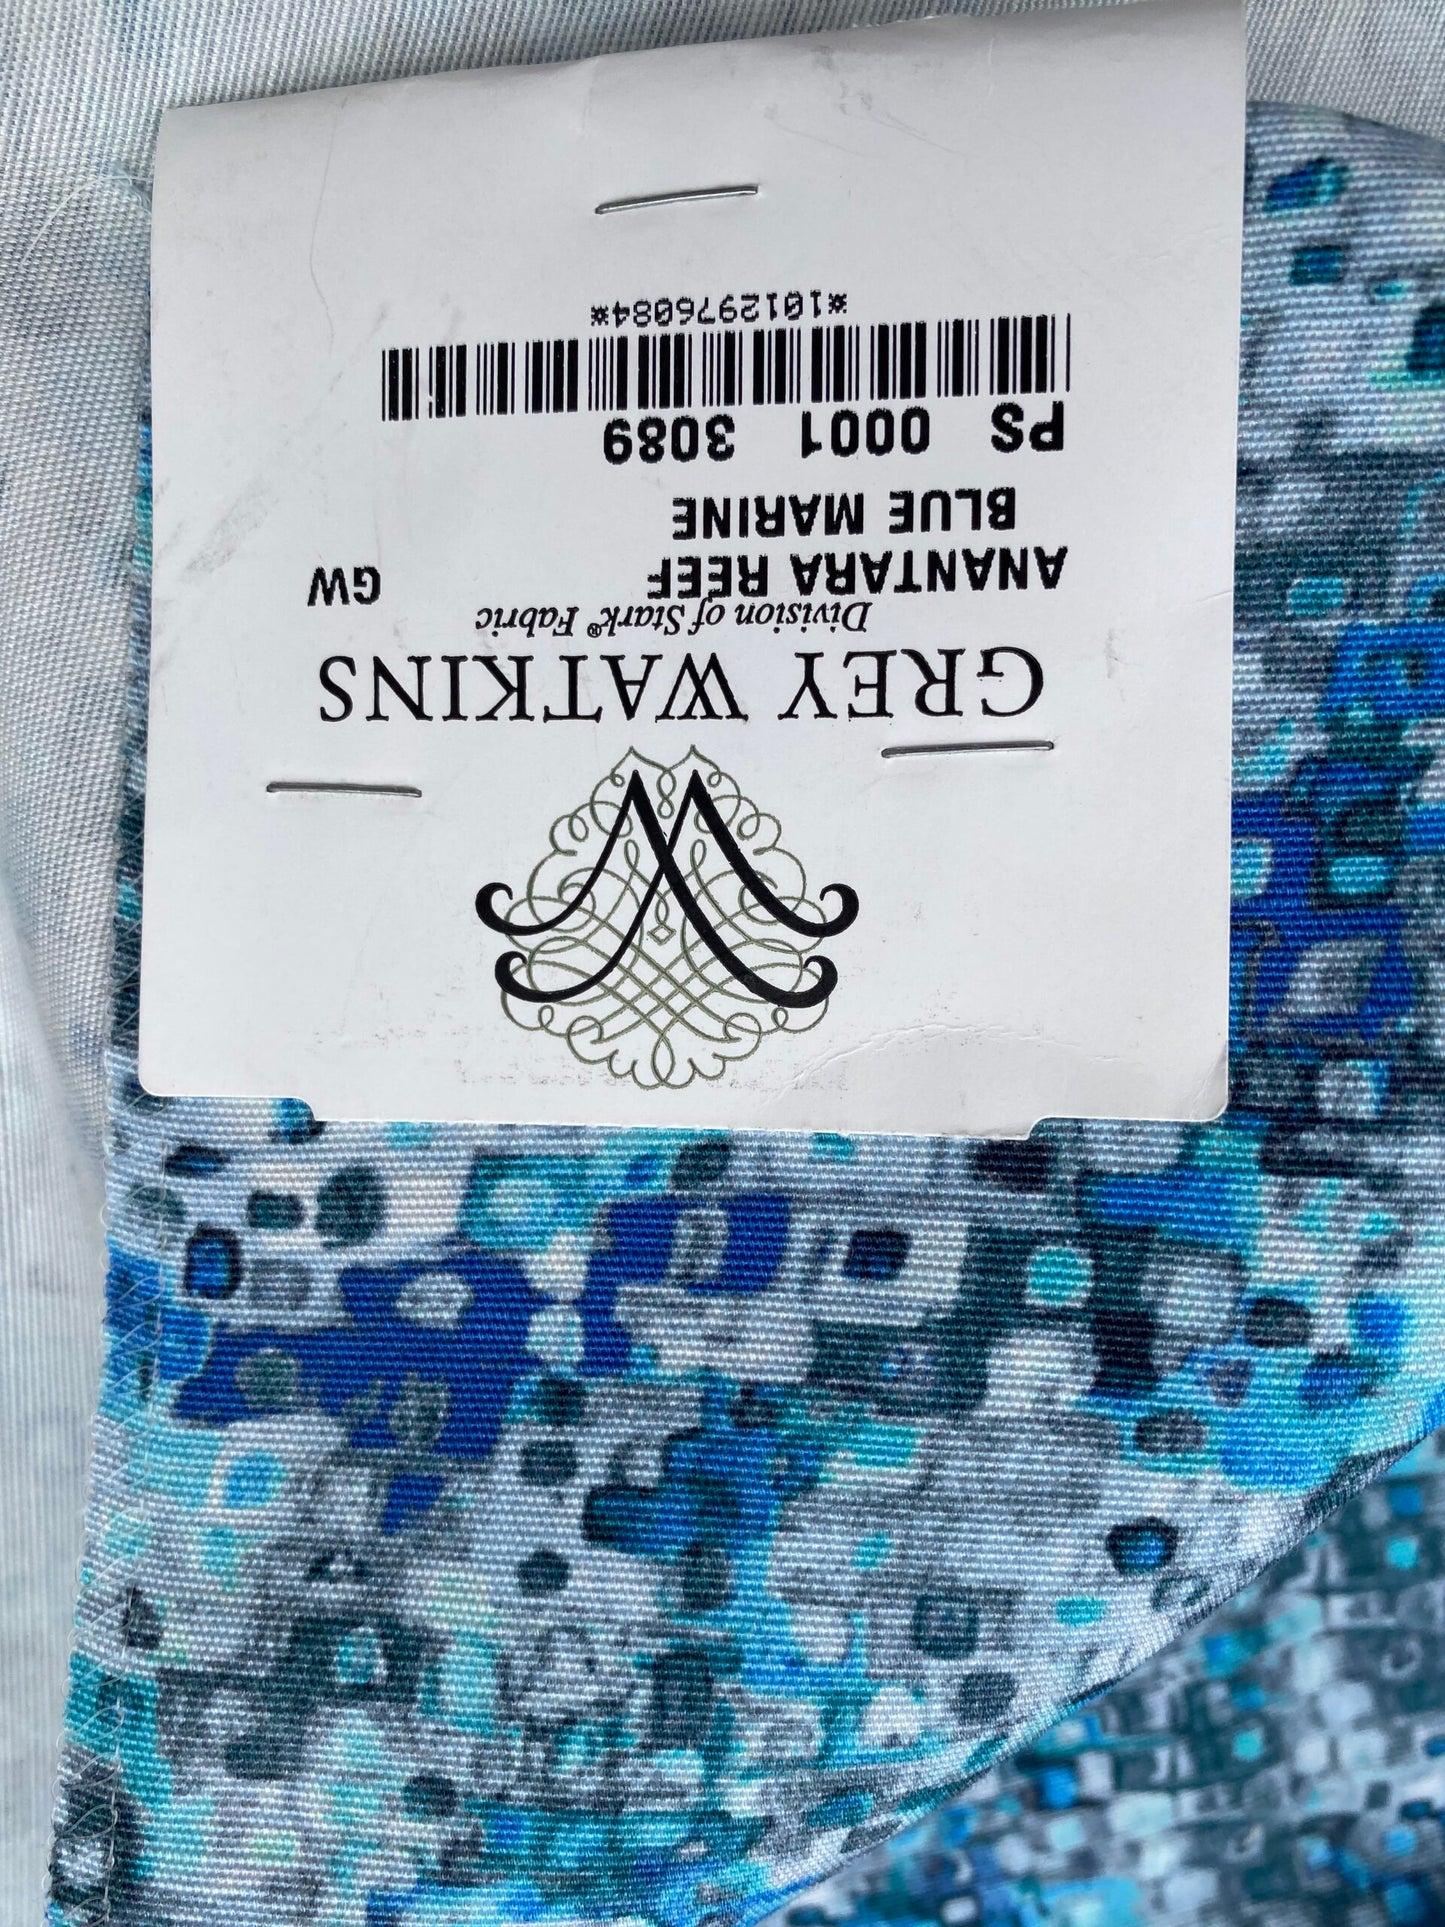 GREY WATKINS
Division of Stark® Fabric
ANANTARA REEF GW
BLUE MARINE
PS 0001 3089
*1012976084*